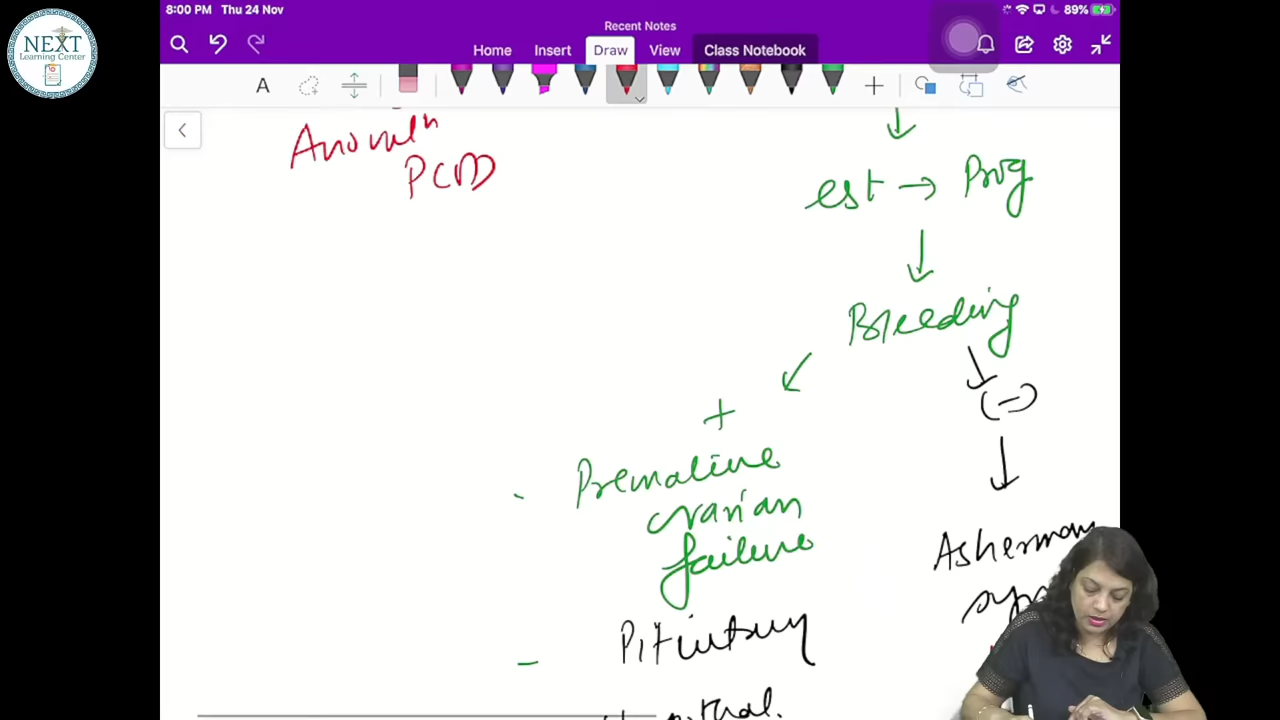 8:00 PM Thu 24 Nov
89%
NEXT
Learning Center
Recent Notes
Home Insert Draw View Class Notebook
A
Anovulⁿ
PCOD
est → Prog
Bleeding
+
(-)
Premature
ovarian
failure
Asherman
Pituitary